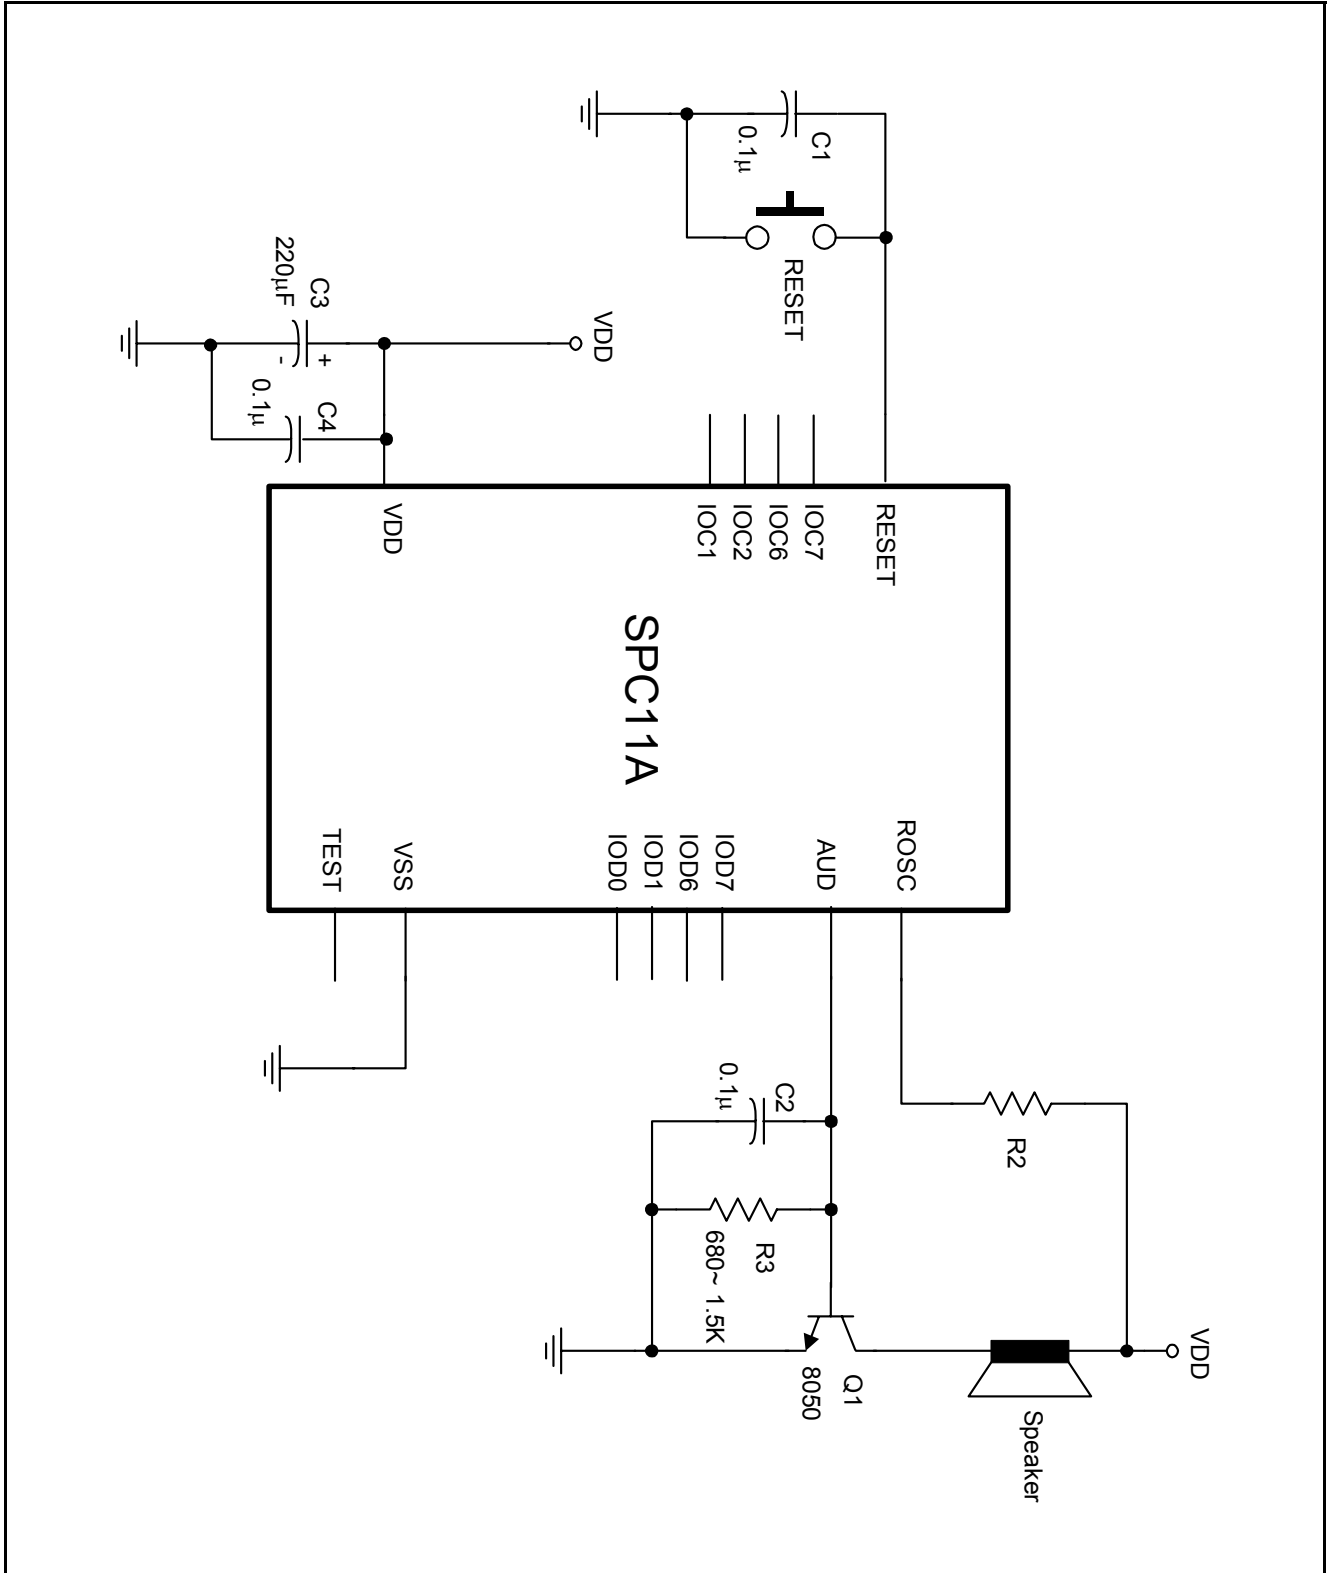 C1
0.1μ
RESET
C3
220μF
+
-
VDD
C4
0.1μ
RESET
IOC7
IOC6
IOC2
IOC1
VDD
SPC11A
ROSC
AUD
IOD7
IOD6
IOD1
IOD0
VSS
TEST
R2
C2
0.1μ
R3
680~ 1.5K
Q1
8050
VDD
Speaker